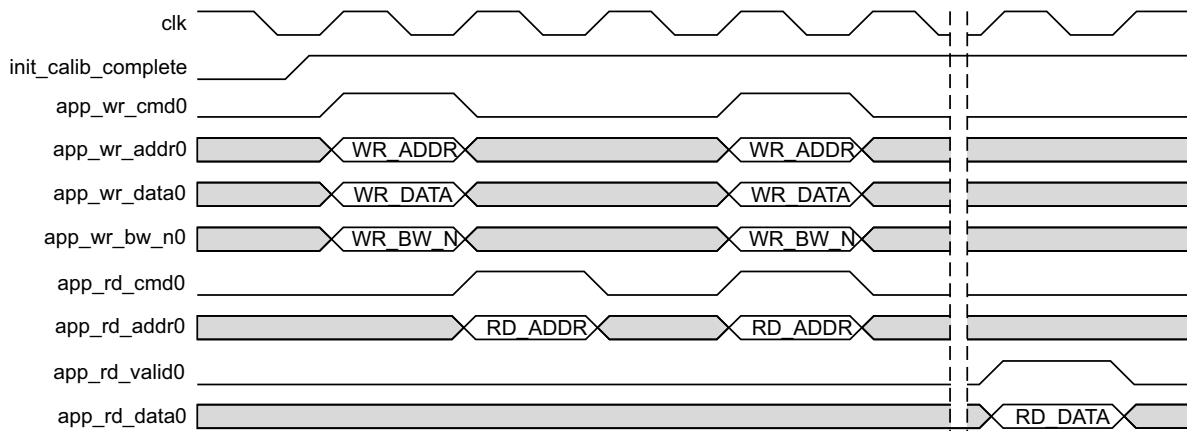 clk
init_calib_complete
app_wr_cmd0
app_wr_addr0 WR_ADDR WR_ADDR
app_wr_data0 WR_DATA WR_DATA
app_wr_bw_n0 WR_BW_N WR_BW_N
app_rd_cmd0
app_rd_addr0 RD_ADDR RD_ADDR
app_rd_valid0
app_rd_data0 RD_DATA